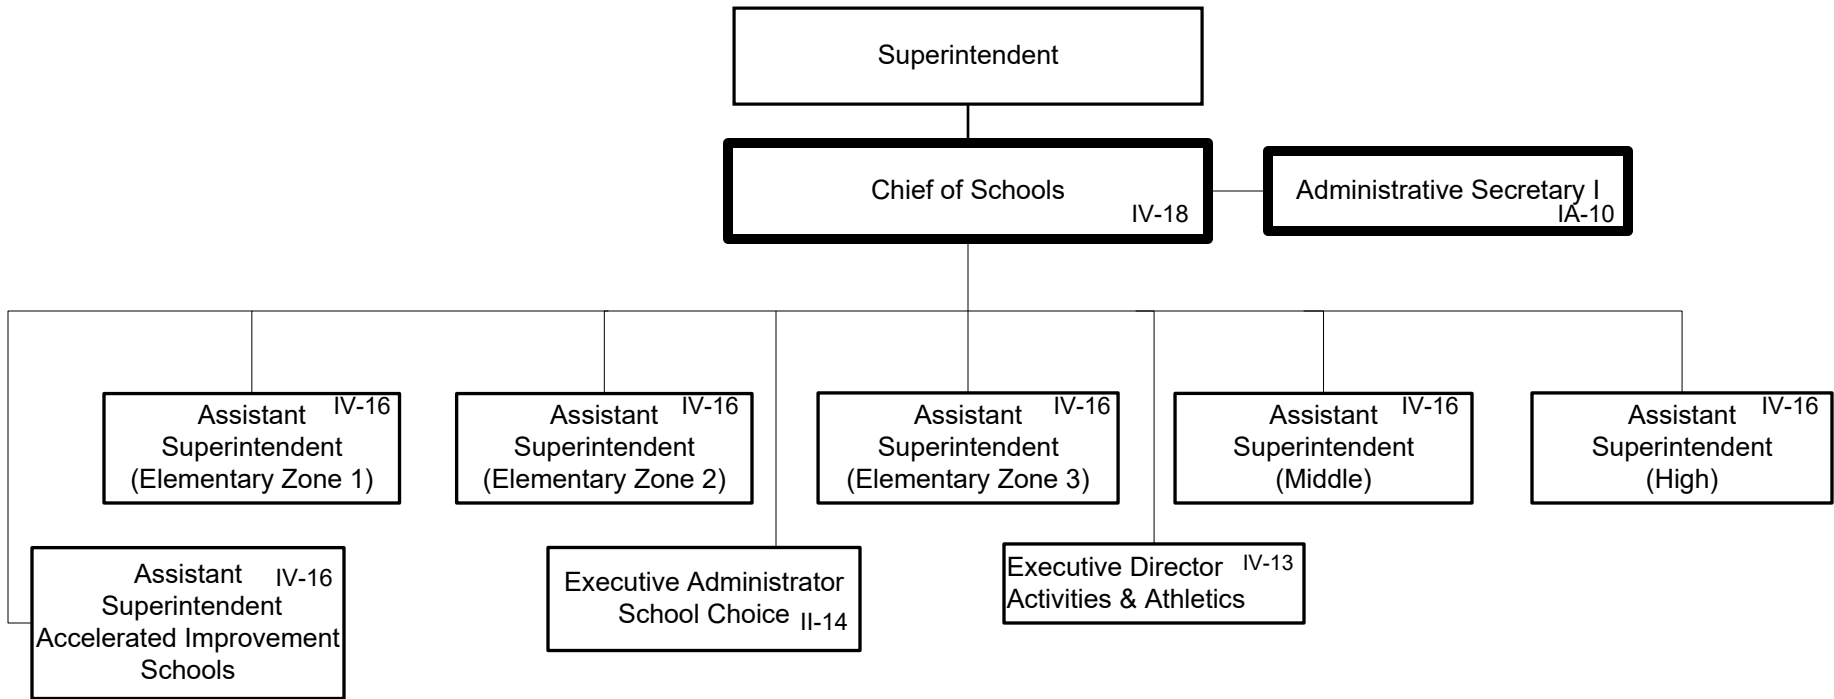 Superintendent
Chief of Schools
IV-18
Administrative Secretary I
IA-10
Assistant
IV-16
Superintendent
(Elementary Zone 1)
Assistant
IV-16
Superintendent
(Elementary Zone 2)
Assistant
IV-16
Superintendent
(Elementary Zone 3)
Assistant
IV-16
Superintendent
(Middle)
Assistant
IV-16
Superintendent
(High)
Assistant
IV-16
Superintendent
Accelerated Improvement
Schools
Executive Administrator
School Choice
II-14
Executive Director
IV-13
Activities & Athletics